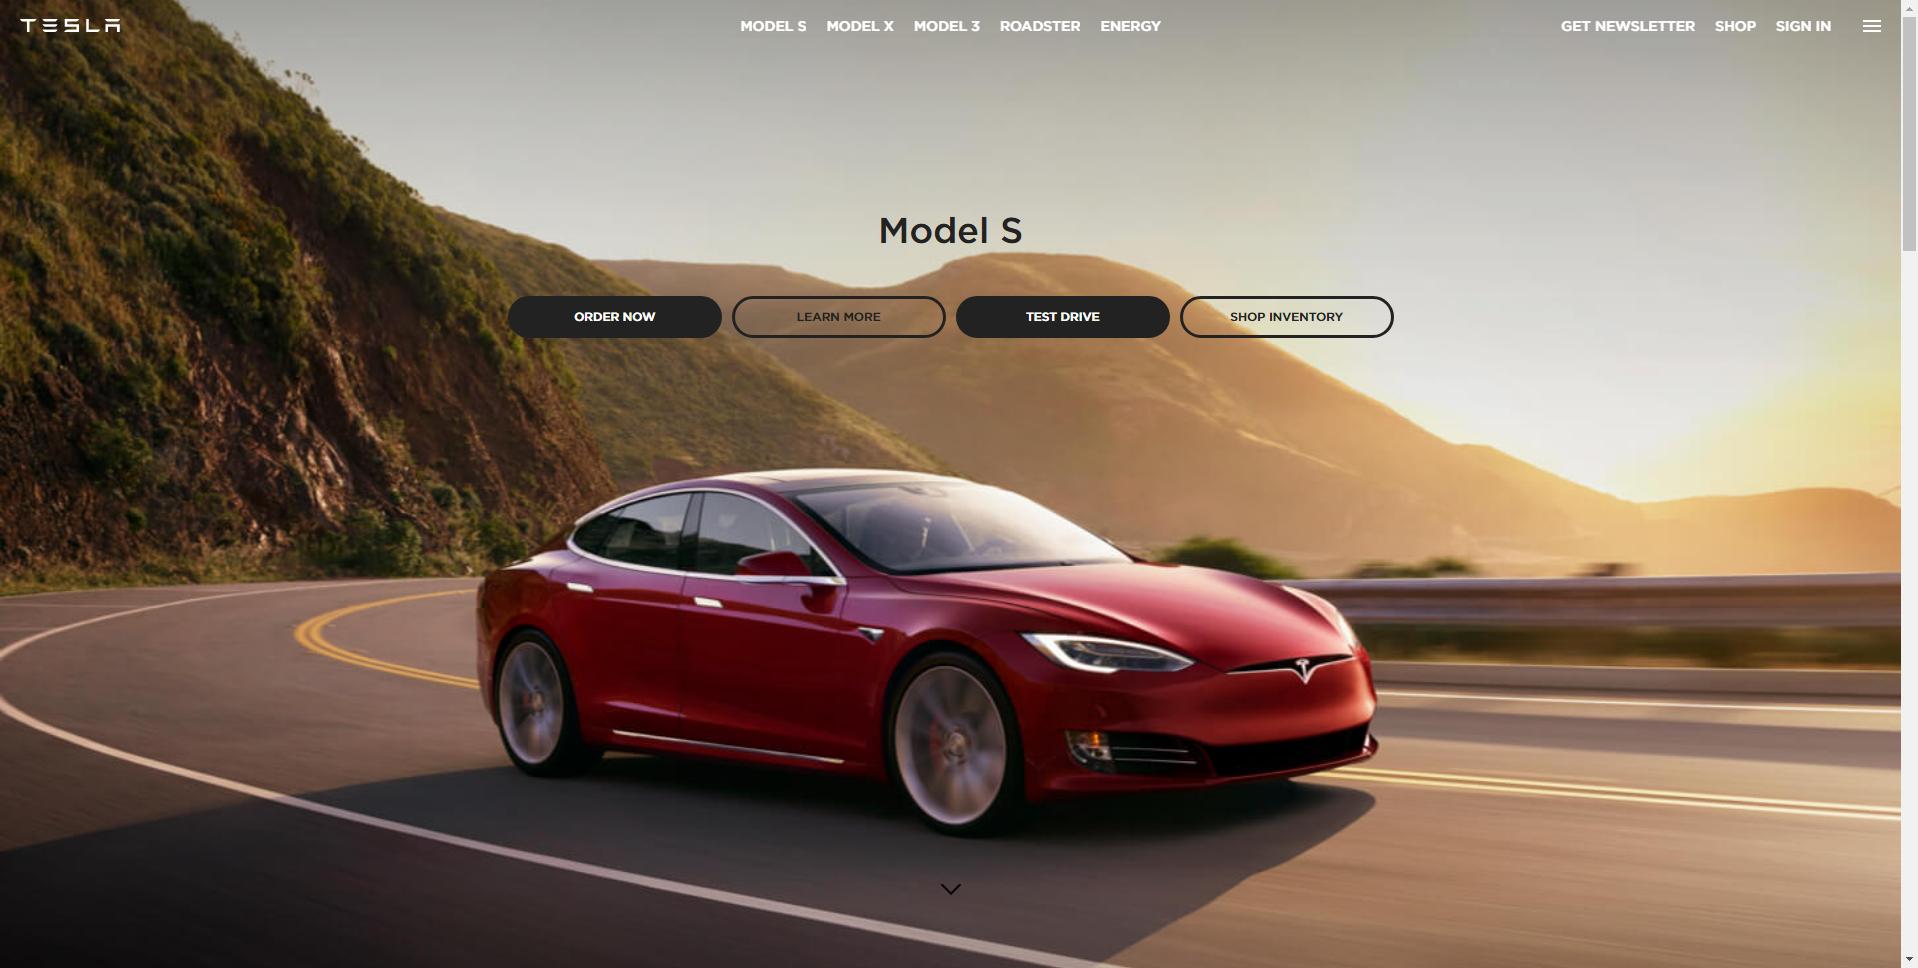 TESLA MODEL S MODEL X MODEL 3 ROADSTER ENERGY GET NEWSLETTER SHOP SIGN IN
Model S
ORDER NOW LEARN MORE TEST DRIVE SHOP INVENTORY